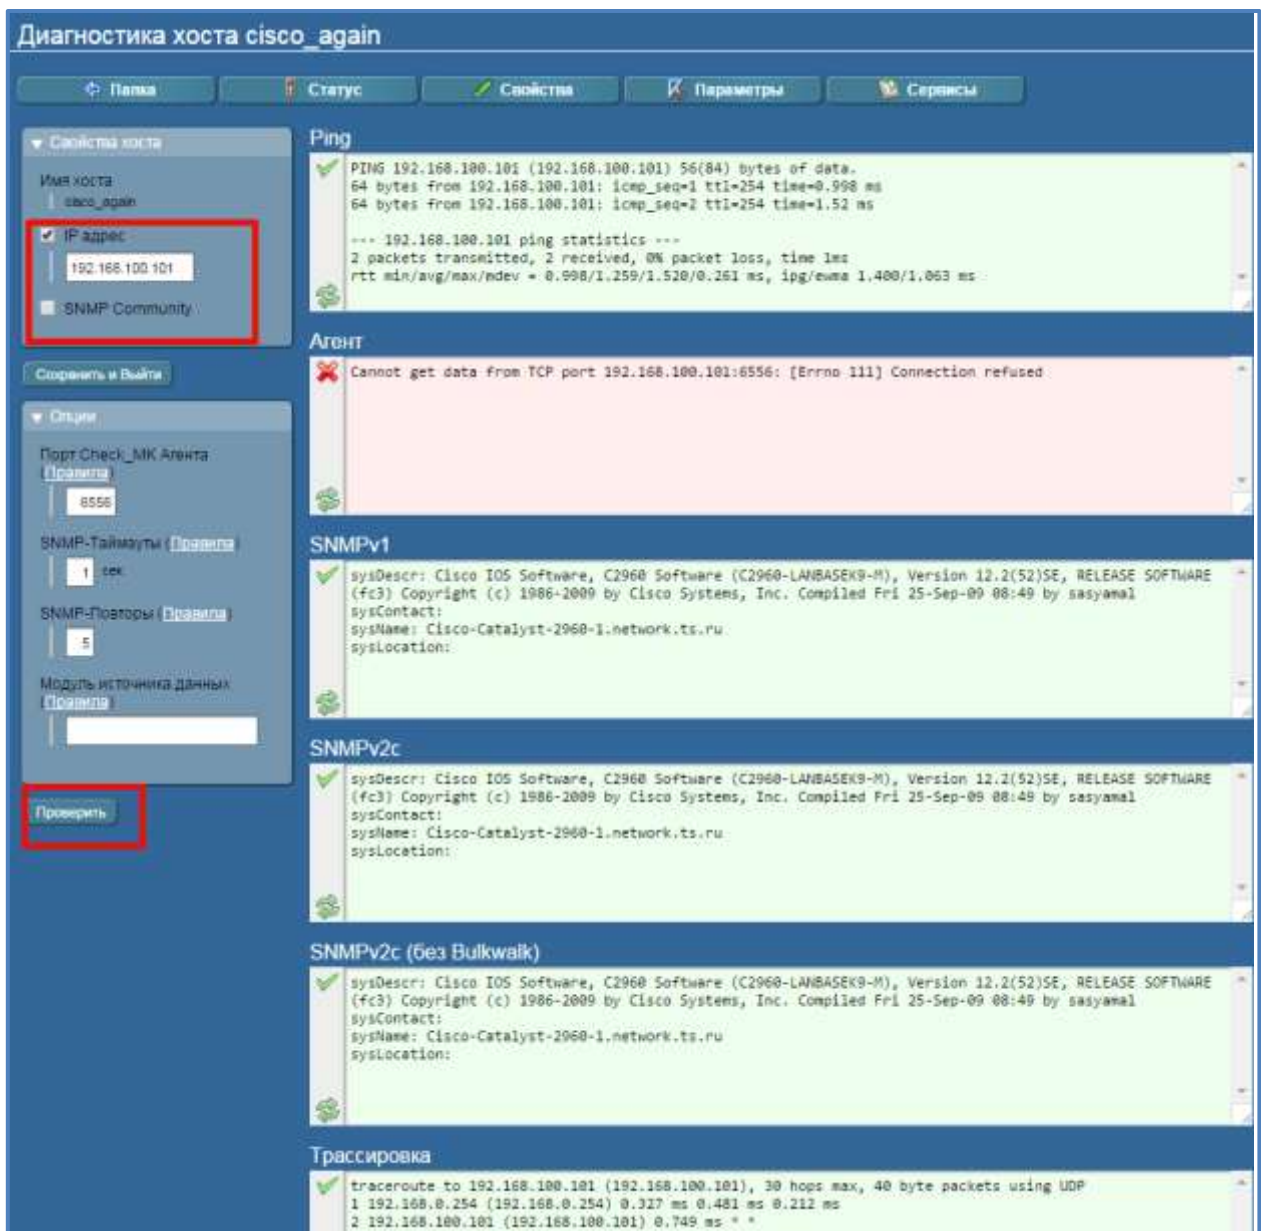 Диагностика хоста cisco_again
Папка
Статус
Свойства
Параметры
Сервисы
Свойства хоста
Имя хоста
cisco_again
IP адрес
192.168.100.101
SNMP Community
Сохранить и Выйти
Опции
Порт Check_MK Агента
(Правила)
6556
SNMP-Таймауты (Правила)
1 сек
SNMP-Повторы (Правила)
5
Модуль источника данных
(Правила)
Проверить
Ping
PING 192.168.100.101 (192.168.100.101) 56(84) bytes of data.
64 bytes from 192.168.100.101: icmp_seq=1 ttl=254 time=0.998 ms
64 bytes from 192.168.100.101: icmp_seq=2 ttl=254 time=1.52 ms
--- 192.168.100.101 ping statistics ---
2 packets transmitted, 2 received, 0% packet loss, time 1ms
rtt min/avg/max/mdev = 0.998/1.259/1.520/0.261 ms, ipg/ewma 1.400/1.063 ms
Агент
Cannot get data from TCP port 192.168.100.101:6556: [Errno 111] Connection refused
SNMPv1
sysDescr: Cisco IOS Software, C2960 Software (C2960-LANBASEK9-M), Version 12.2(52)SE, RELEASE SOFTWARE
(fc3) Copyright (c) 1986-2009 by Cisco Systems, Inc. Compiled Fri 25-Sep-09 08:49 by sasyamal
sysContact:
sysName: Cisco-Catalyst-2960-1.network.ts.ru
sysLocation:
SNMPv2c
sysDescr: Cisco IOS Software, C2960 Software (C2960-LANBASEK9-M), Version 12.2(52)SE, RELEASE SOFTWARE
(fc3) Copyright (c) 1986-2009 by Cisco Systems, Inc. Compiled Fri 25-Sep-09 08:49 by sasyamal
sysContact:
sysName: Cisco-Catalyst-2960-1.network.ts.ru
sysLocation:
SNMPv2c (без Bulkwalk)
sysDescr: Cisco IOS Software, C2960 Software (C2960-LANBASEK9-M), Version 12.2(52)SE, RELEASE SOFTWARE
(fc3) Copyright (c) 1986-2009 by Cisco Systems, Inc. Compiled Fri 25-Sep-09 08:49 by sasyamal
sysContact:
sysName: Cisco-Catalyst-2960-1.network.ts.ru
sysLocation:
Трассировка
traceroute to 192.168.100.101 (192.168.100.101), 30 hops max, 40 byte packets using UDP
1 192.168.0.254 (192.168.0.254) 0.327 ms 0.481 ms 0.212 ms
2 192.168.100.101 (192.168.100.101) 0.749 ms * *